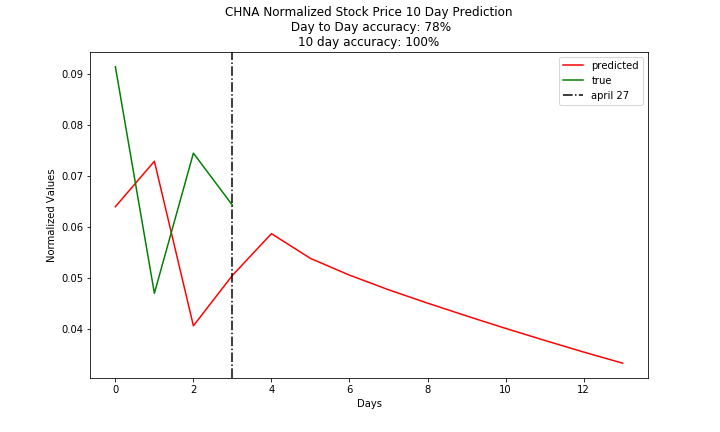 CHNA Normalized Stock Price 10 Day Prediction
Day to Day accuracy: 78%
10 day accuracy: 100%
predicted
true
april 27
0.09
0.08
0.07
0.06
0.05
0.04
Normalized Values
0 2 4 6 8 10 12
Days